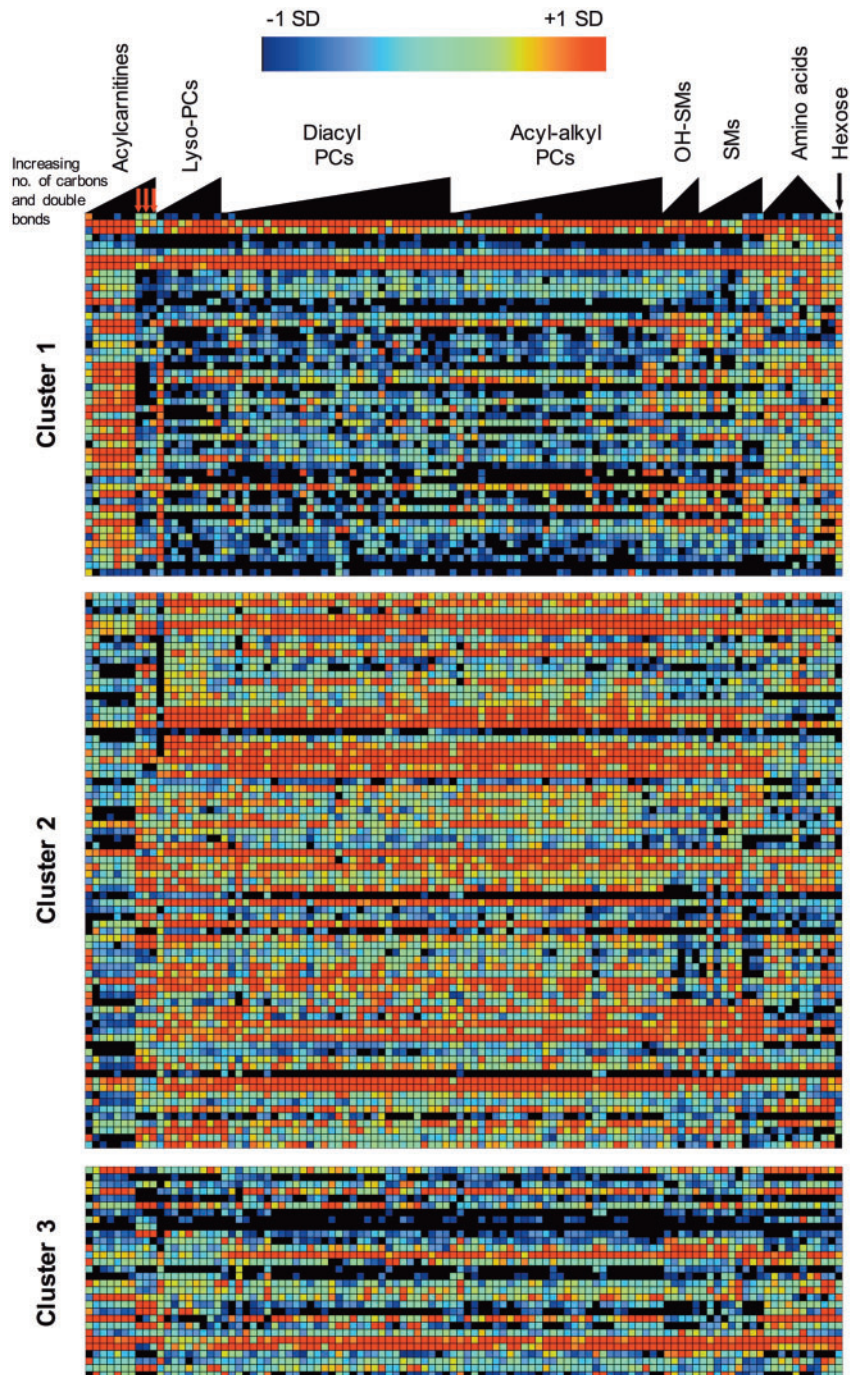 -1 SD
+1 SD
Acylcarnitines
Lyso-PCs
Diacyl
PCs
Acyl-alkyl
PCs
OH-SMs
SMs
Amino acids
Hexose
Increasing
no. of carbons
and double
bonds
Cluster 1
Cluster 2
Cluster 3